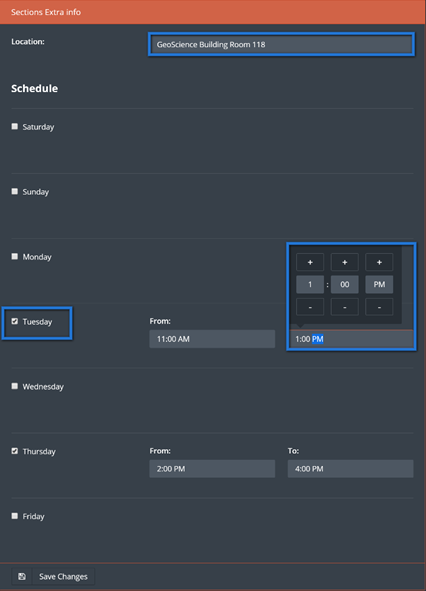 Sections Extra info
Location:
GeoScience Building Room 118
Schedule
Saturday
Sunday
Monday
+ + +
1 : 00 PM
- - -
Tuesday
From:
11:00 AM
1:00 PM
Wednesday
Thursday
From:
To:
2:00 PM
4:00 PM
Friday
Save Changes